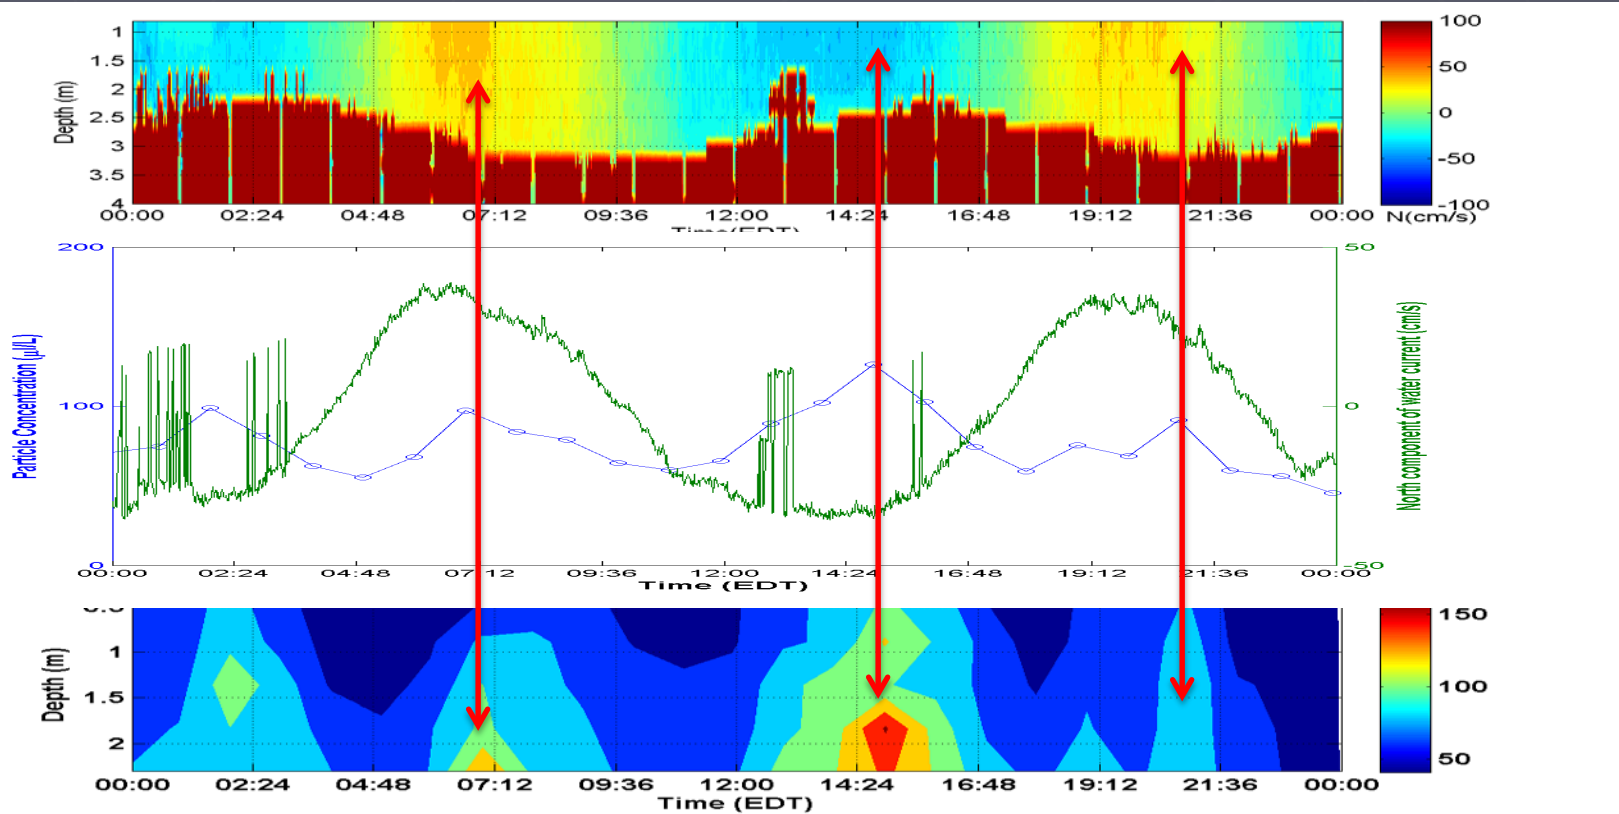 1
1.5
2
2.5
3
3.5
4
Depth (m)
00:00 02:24 04:48 07:12 09:36 12:00 14:24 16:48 19:12 21:36 00:00
Time(EDT)
100
50
0
-50
-100
N(cm/s)
200
100
0
Particle Concentration (µl/L)
50
0
-50
North component of water current (cm/s)
00:00 02:24 04:48 07:12 09:36 12:00 14:24 16:48 19:12 21:36 00:00
Time (EDT)
0.5
1
1.5
2
Depth (m)
00:00 02:24 04:48 07:12 09:36 12:00 14:24 16:48 19:12 21:36 00:00
Time (EDT)
150
100
50